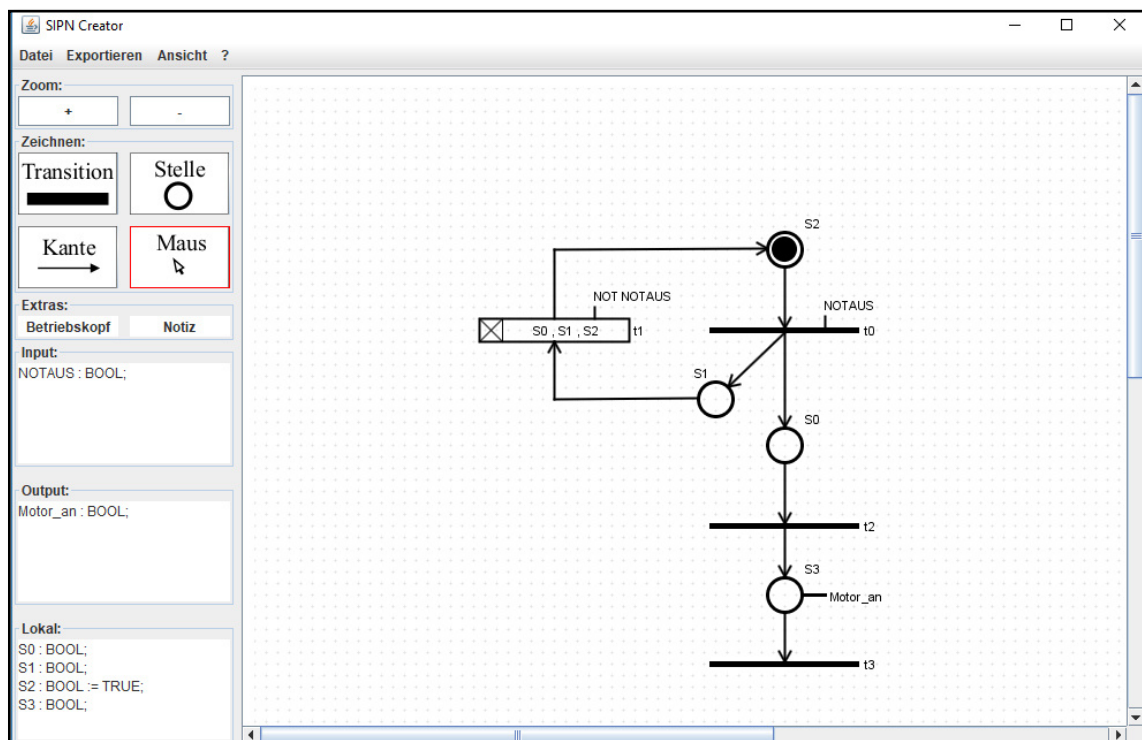 SIPN Creator
Datei Exportieren Ansicht ?
Zoom:
+ -
Zeichnen:
Transition Stelle
Kante Maus
Extras:
Betriebskopf Notiz
Input:
NOTAUS : BOOL;
Output:
Motor_an : BOOL;
Lokal:
S0 : BOOL;
S1 : BOOL;
S2 : BOOL := TRUE;
S3 : BOOL;
S2
NOT NOTAUS
NOTAUS
S0 , S1 , S2 t1
t0
S1
S0
t2
S3
Motor_an
t3